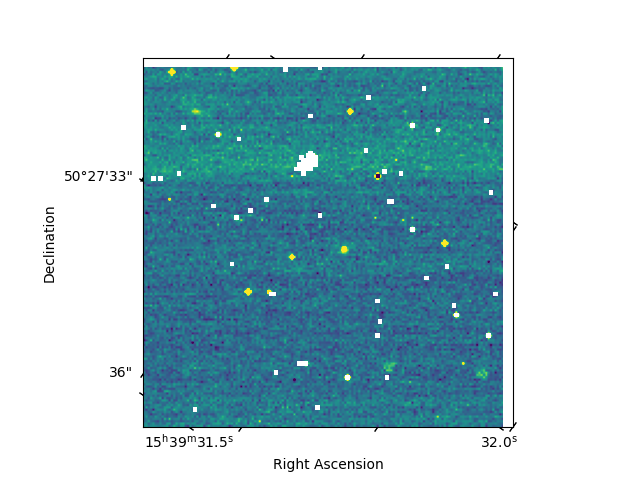 50°27'33"
Declination
36"
15ʰ39ᵐ31.5ˢ
32.0ˢ
Right Ascension